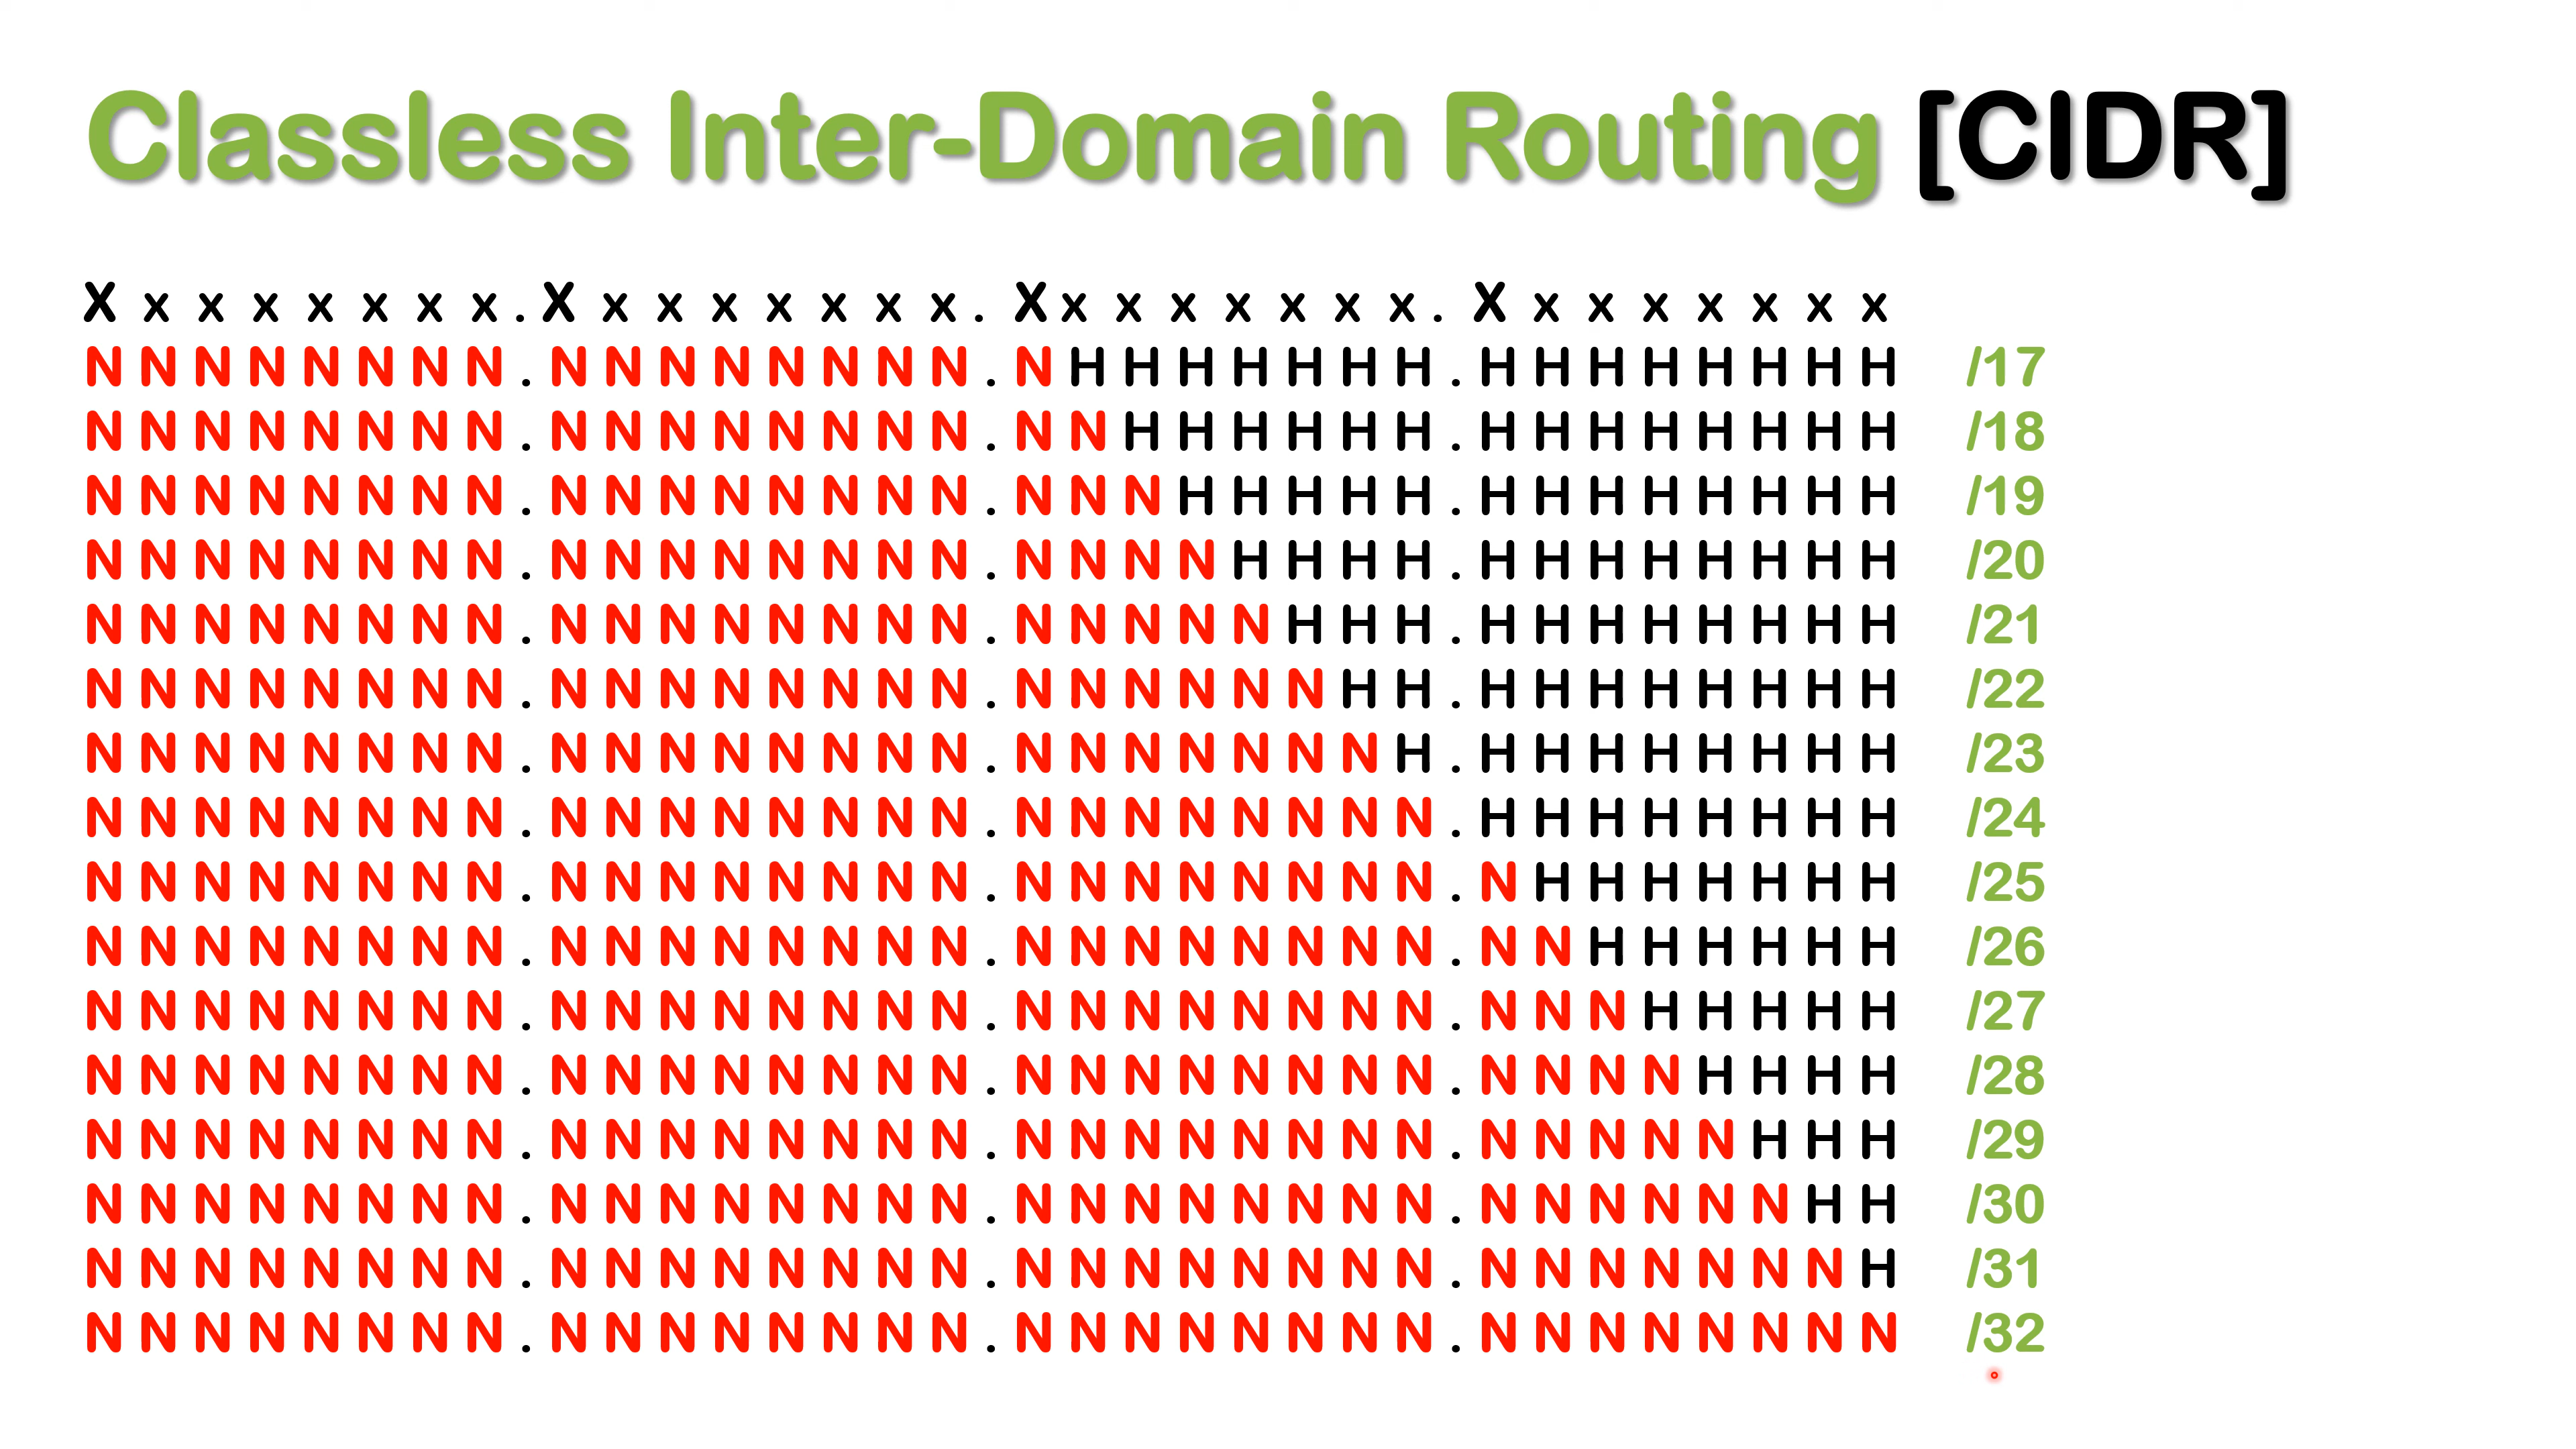 Classless Inter-Domain Routing [CIDR]
X x x x x x x x . X x x x x x x x . X x x x x x x x . X x x x x x x x
N N N N N N N N . N N N N N N N N . N H H H H H H H . H H H H H H H H /17
N N N N N N N N . N N N N N N N N . N N H H H H H H . H H H H H H H H /18
N N N N N N N N . N N N N N N N N . N N N H H H H H . H H H H H H H H /19
N N N N N N N N . N N N N N N N N . N N N N H H H H . H H H H H H H H /20
N N N N N N N N . N N N N N N N N . N N N N N H H H . H H H H H H H H /21
N N N N N N N N . N N N N N N N N . N N N N N N H H . H H H H H H H H /22
N N N N N N N N . N N N N N N N N . N N N N N N N H . H H H H H H H H /23
N N N N N N N N . N N N N N N N N . N N N N N N N N . H H H H H H H H /24
N N N N N N N N . N N N N N N N N . N N N N N N N N . N H H H H H H H /25
N N N N N N N N . N N N N N N N N . N N N N N N N N . N N H H H H H H /26
N N N N N N N N . N N N N N N N N . N N N N N N N N . N N N H H H H H /27
N N N N N N N N . N N N N N N N N . N N N N N N N N . N N N N H H H H /28
N N N N N N N N . N N N N N N N N . N N N N N N N N . N N N N N H H H /29
N N N N N N N N . N N N N N N N N . N N N N N N N N . N N N N N N H H /30
N N N N N N N N . N N N N N N N N . N N N N N N N N . N N N N N N N H /31
N N N N N N N N . N N N N N N N N . N N N N N N N N . N N N N N N N N /32